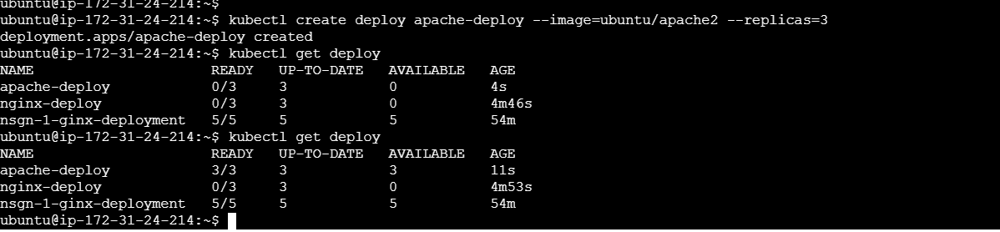 ubuntu@ip-172-31-24-214:~$
ubuntu@ip-172-31-24-214:~$ kubectl create deploy apache-deploy --image=ubuntu/apache2 --replicas=3
deployment.apps/apache-deploy created
ubuntu@ip-172-31-24-214:~$ kubectl get deploy
NAME                    READY   UP-TO-DATE   AVAILABLE   AGE
apache-deploy           0/3     3            0           4s
nginx-deploy            0/3     3            0           4m46s
nsgn-1-ginx-deployment  5/5     5            5           54m
ubuntu@ip-172-31-24-214:~$ kubectl get deploy
NAME                    READY   UP-TO-DATE   AVAILABLE   AGE
apache-deploy           3/3     3            3           11s
nginx-deploy            0/3     3            0           4m53s
nsgn-1-ginx-deployment  5/5     5            5           54m
ubuntu@ip-172-31-24-214:~$